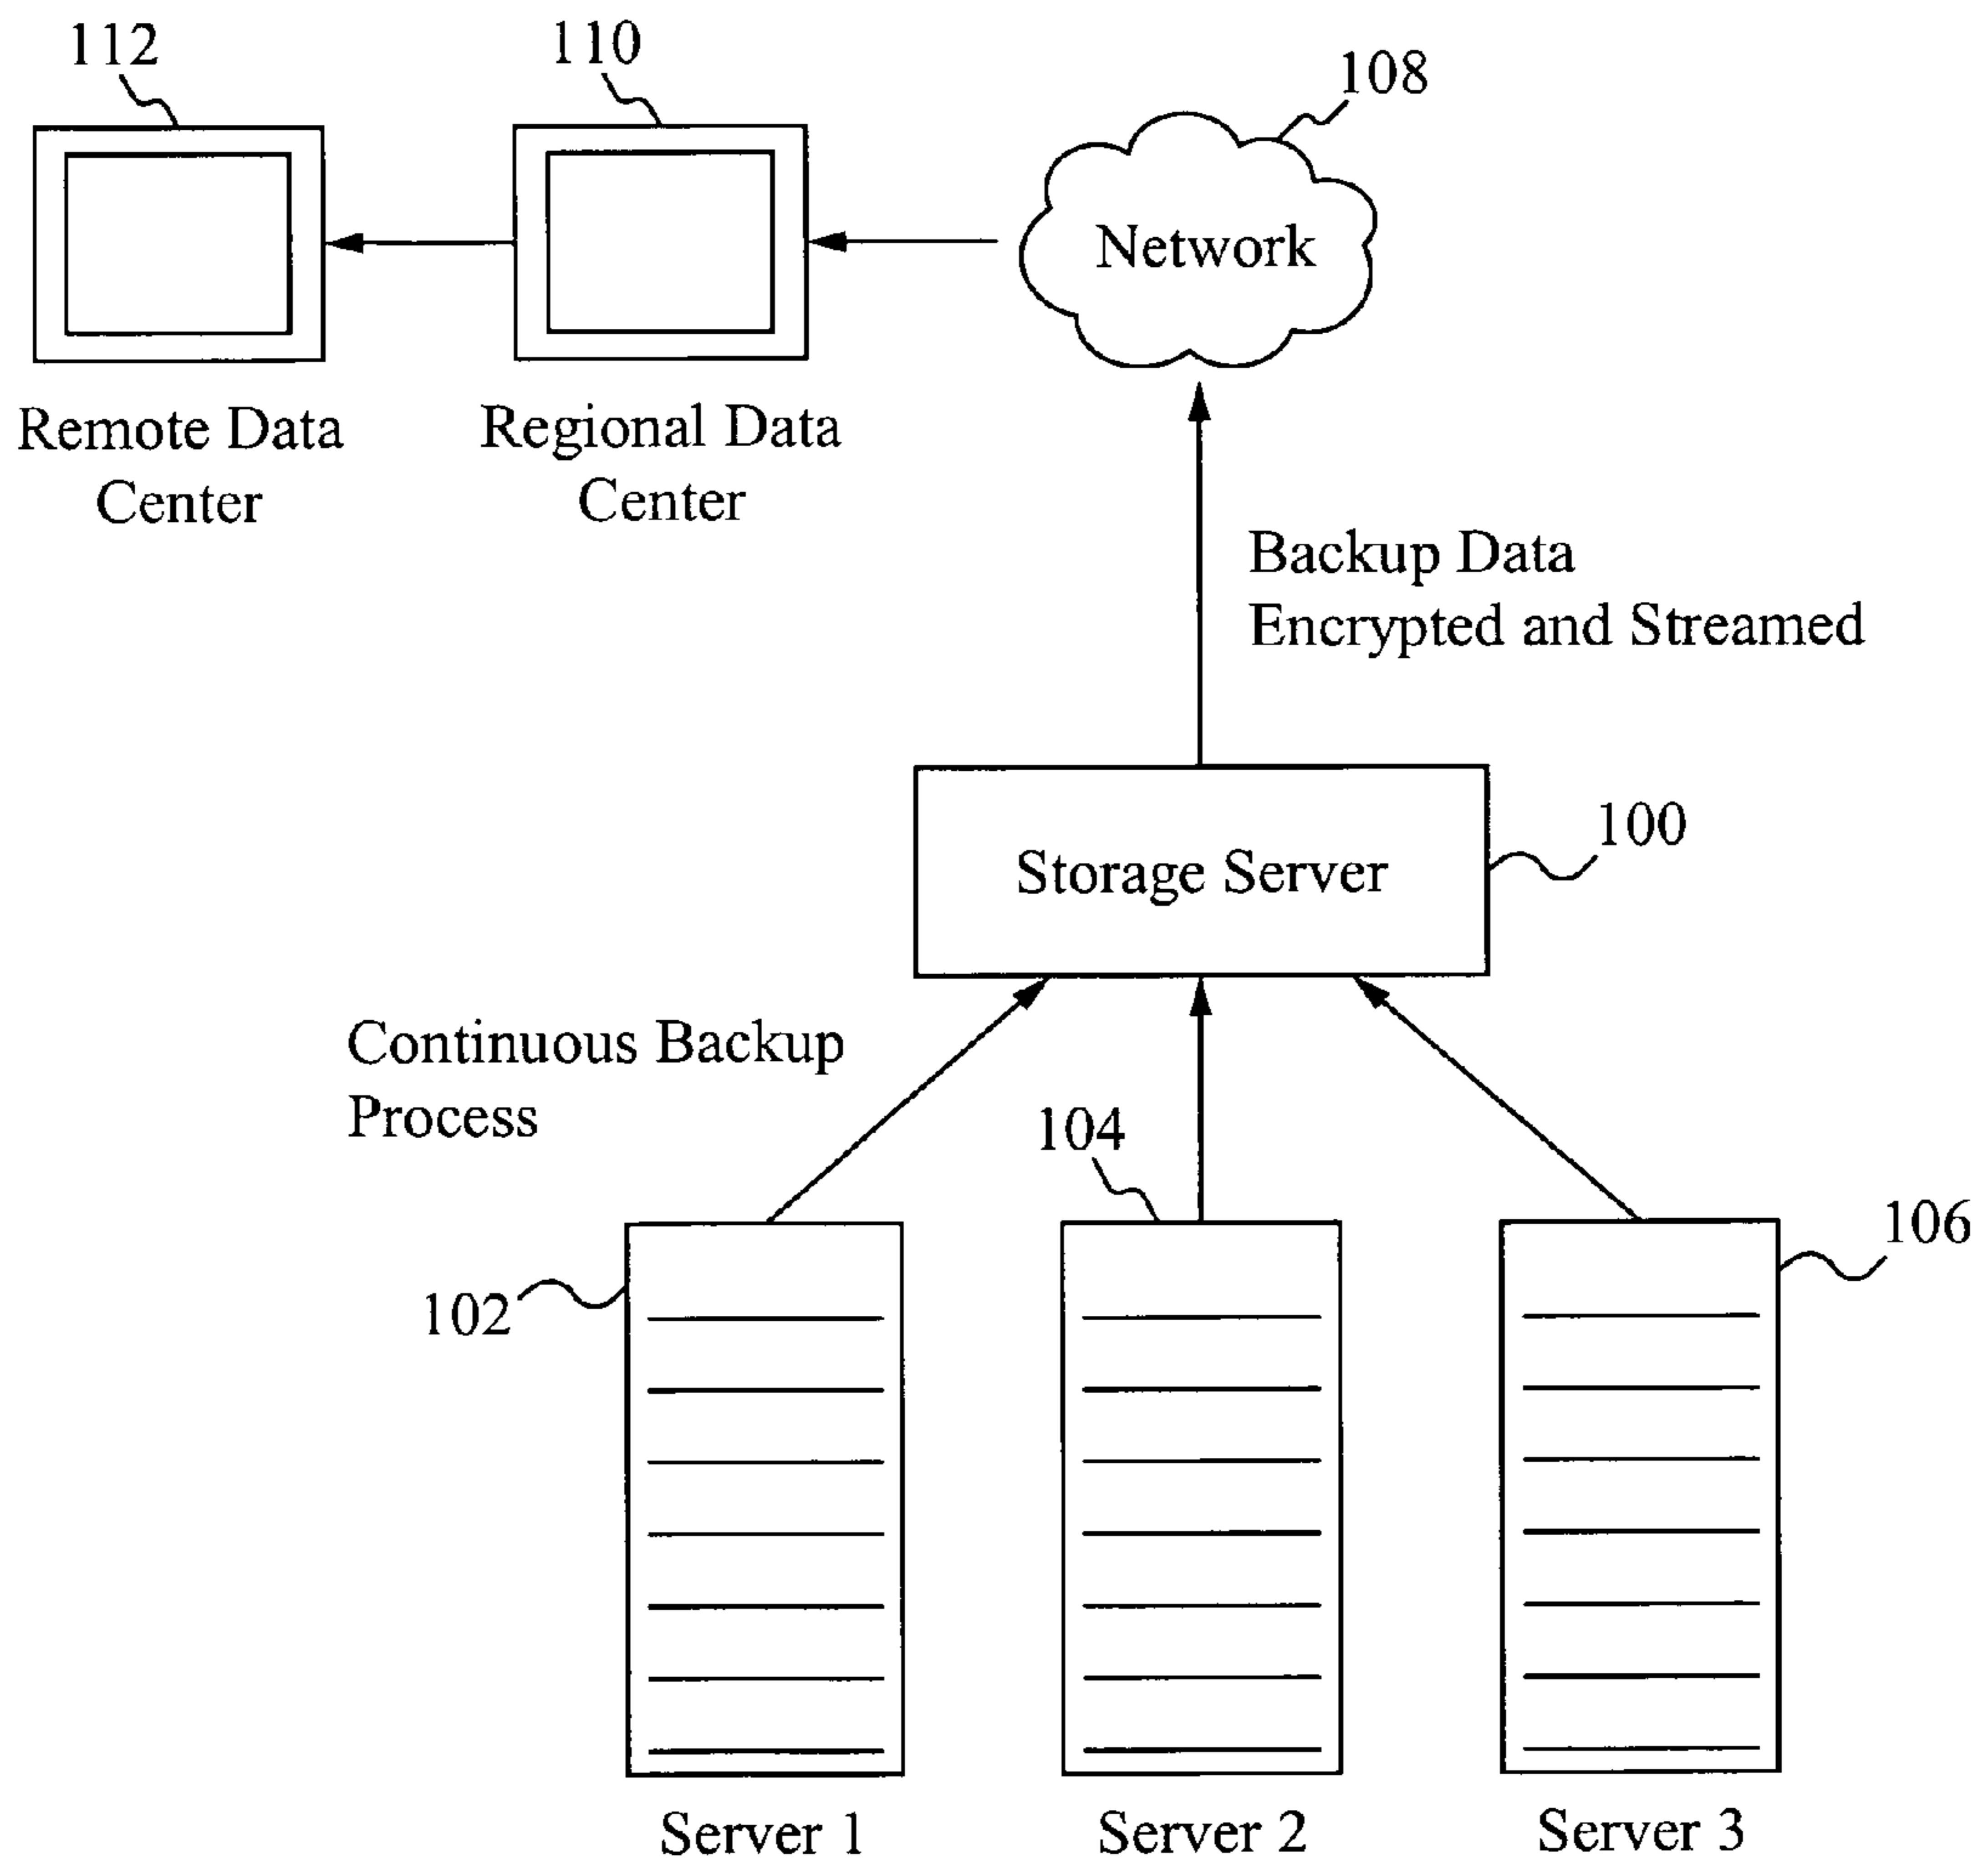 112
110
108
Network
Remote Data
Center
Regional Data
Center
Backup Data
Encrypted and Streamed
Storage Server
100
Continuous Backup
Process
104
102
106
Server 1
Server 2
Server 3